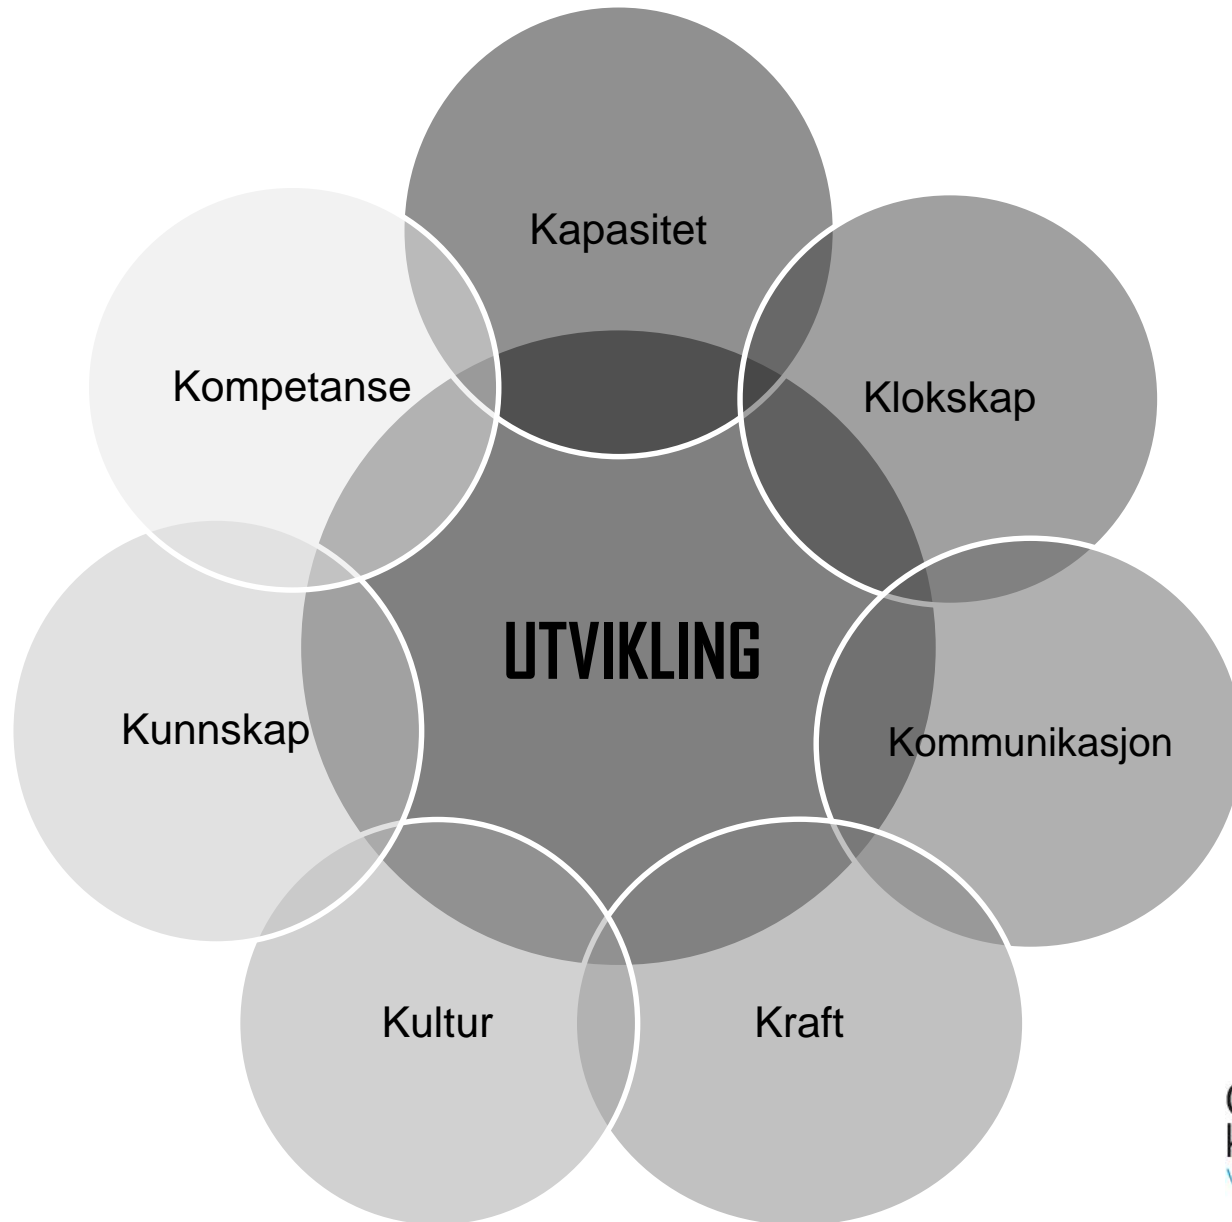 Kapasitet
Klokskap
Kommunikasjon
Kraft
Kultur
Kunnskap
Kompetanse
UTVIKLING